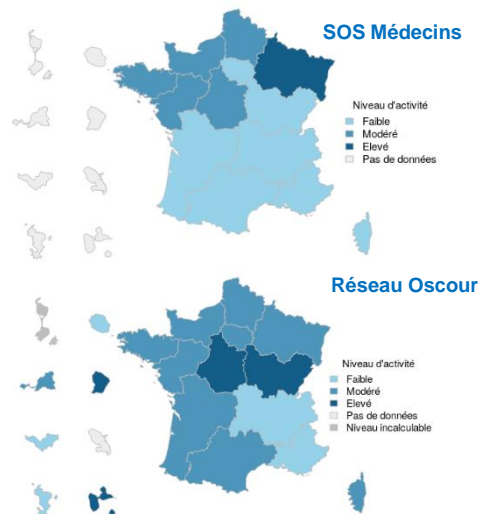 SOS Médecins
Niveau d'activité
Faible
Modéré
Elevé
Pas de données
Réseau Oscour
Niveau d'activité
Faible
Modéré
Elevé
Pas de données
Niveau incalculable